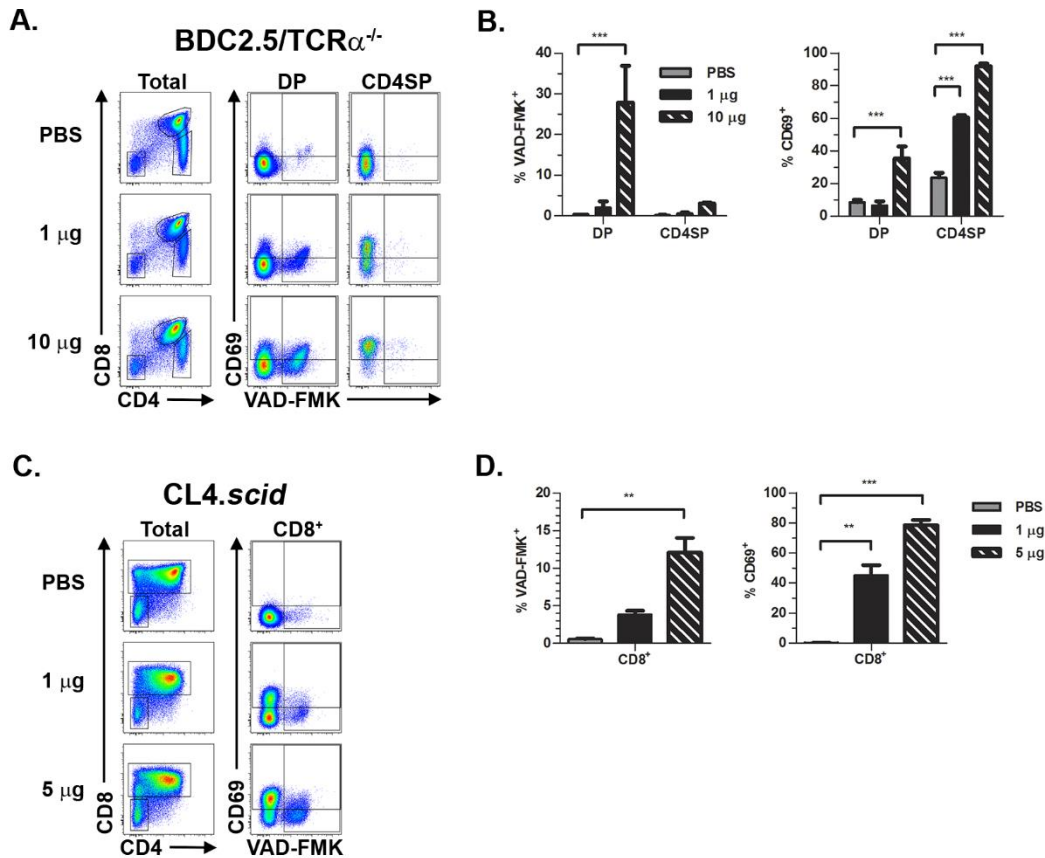 A.
BDC2.5/TCRα-/-
Total DP CD4SP
PBS
1 μg
10 μg
CD8
CD4
CD69
VAD-FMK
B.
% VAD-FMK+
40
30
20
10
0
***
DP CD4SP
PBS
1 μg
10 μg
% CD69+
100
80
60
40
20
0
***
***
***
DP CD4SP
C.
CL4.scid
Total CD8+
PBS
1 μg
5 μg
CD8
CD4
CD69
VAD-FMK
D.
% VAD-FMK+
20
15
10
5
0
**
CD8+
% CD69+
100
80
60
40
20
0
***
**
CD8+
PBS
1 μg
5 μg